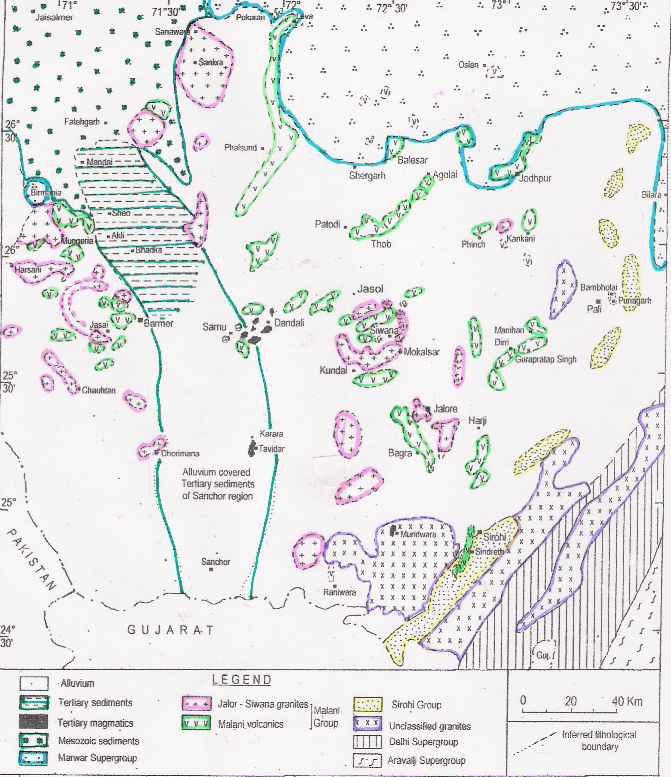 71° 71°30' 72° 72°30' 73° 73°30'
Jaisalmer
Pokaran
Sanawara
Sankra
Osian
Fatehgarh
26°
30'
Phalsund
Mandai
Balesar
Shergarh
Agolai
Jodhpur
Birmania
Bilara
Sheo
Patodi
Akli
Mungeria
Thob
Phinch
Kankani
26°
Bhadka
Harsani
Jasol
Bambholai
Pali
Punagarh
Jasai
Barmer
Sarnu
Dandali
Siwana
Manihari
Dirri
Mokalsar
Gurapratap Singh
25°
30'
Kundal
Chauhtan
Jalore
Harji
Karara
Tavidar
Dhorimana
Bagra
Alluvium covered
Tertiary sediments
of Sanchor region
25°
PAKISTAN
Mundwara
Sirohi
Sindreth
Sanchor
Raniwara
24°
30'
GUJARAT
Guj.
LEGEND
Alluvium
Tertiary sediments
Tertiary magmatics
Mesozoic sediments
Marwar Supergroup
Jalor - Siwana granites
Malani volcanics
Malani
Group
Sirohi Group
Unclassified granites
Delhi Supergroup
Aravalli Supergroup
0 20 40 Km
Inferred lithological
boundary